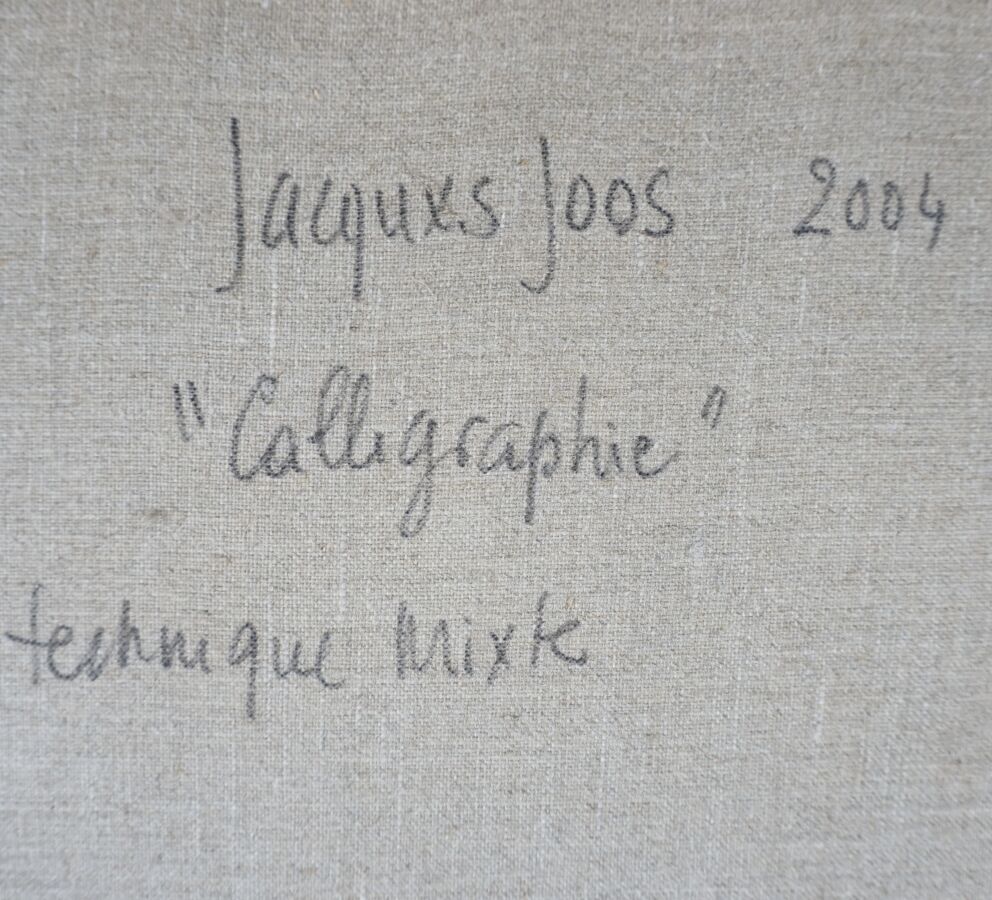 Jacques Joos 2004
"Calligraphie"
technique mixte